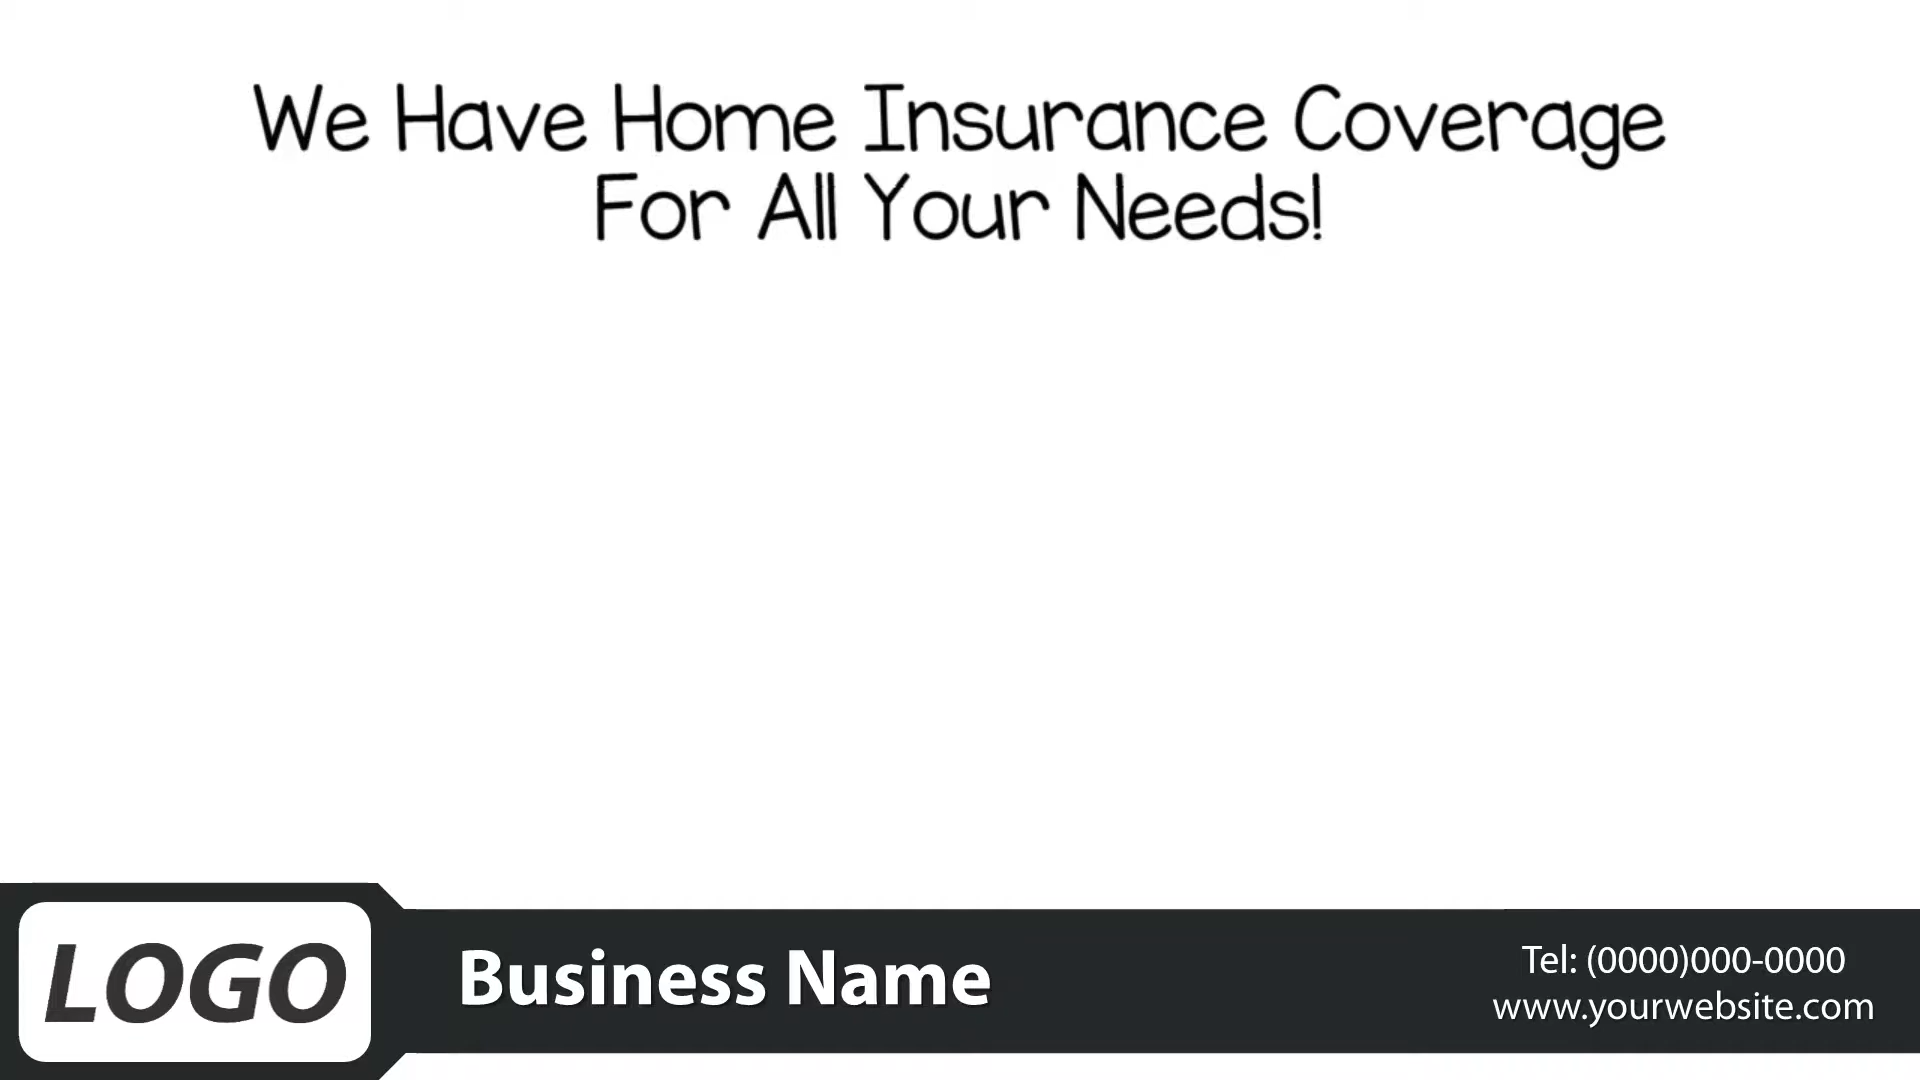 We Have Home Insurance Coverage
For All Your Needs!
LOGO
Business Name
Tel: (0000)000-0000
www.yourwebsite.com